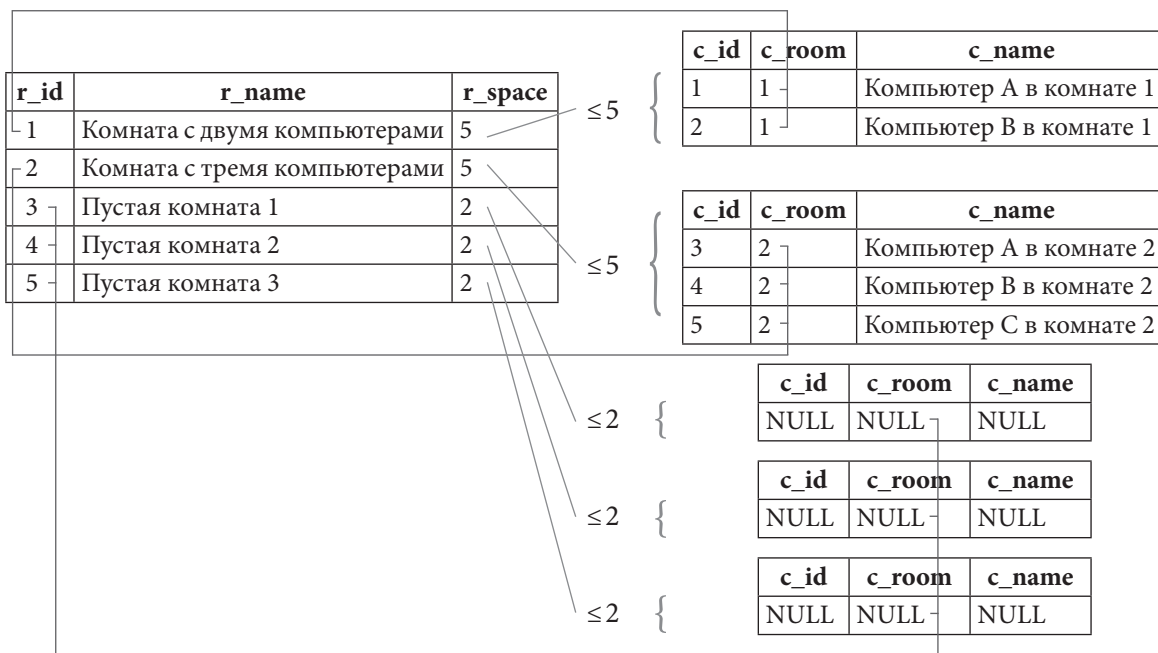 r_id r_name r_space
1 Комната с двумя компьютерами 5
2 Комната с тремя компьютерами 5
3 Пустая комната 1 2
4 Пустая комната 2 2
5 Пустая комната 3 2
≤5
c_id c_room c_name
1 1 Компьютер A в комнате 1
2 1 Компьютер B в комнате 1
≤5
c_id c_room c_name
3 2 Компьютер A в комнате 2
4 2 Компьютер B в комнате 2
5 2 Компьютер C в комнате 2
≤2
c_id c_room c_name
NULL NULL NULL
≤2
c_id c_room c_name
NULL NULL NULL
≤2
c_id c_room c_name
NULL NULL NULL